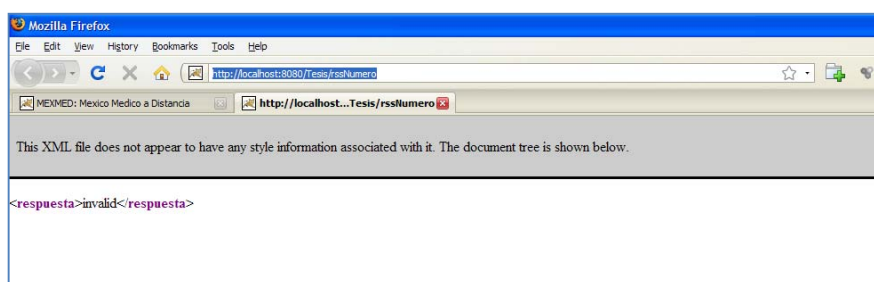 Mozilla Firefox
File Edit View History Bookmarks Tools Help
http://localhost:8080/Tesis/rssNumero
MEXMED: Mexico Medico a Distancia http://localhost...Tesis/rssNumero
This XML file does not appear to have any style information associated with it. The document tree is shown below.
<respuesta>invalid</respuesta>